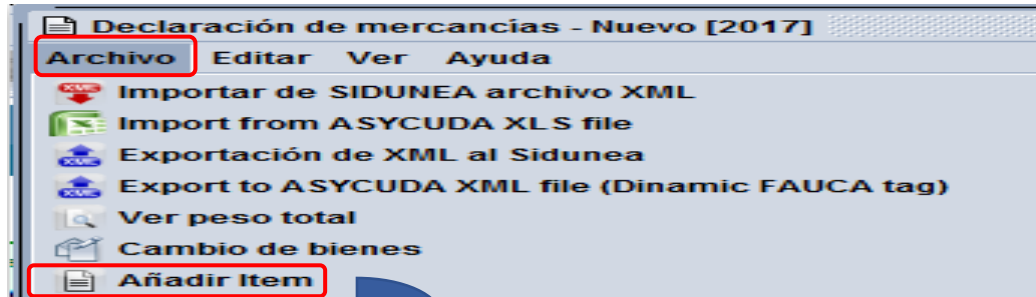 Declaración de mercancías - Nuevo [2017]
Archivo Editar Ver Ayuda
Importar de SIDUNEA archivo XML
Import from ASYCUDA XLS file
Exportación de XML al Sidunea
Export to ASYCUDA XML file (Dinamic FAUCA tag)
Ver peso total
Cambio de bienes
Añadir Item